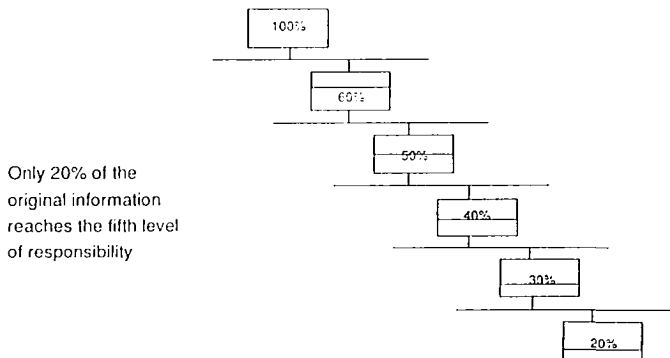 100%
60%
50%
Only 20% of the
original information
reaches the fifth level
of responsibility
40%
30%
20%